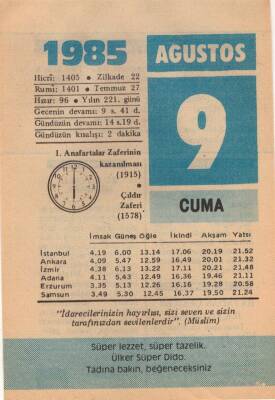 1985 AĞUSTOS
Hicrî: 1405 • Zilkade 22
Rumi: 1401 • Temmuz 27
Hızır: 96 • Yılın 221. günü
Gecenin devamı: 9 s. 41 d.
Gündüzün devamı: 14 s.19 d.
Gündüzün kısalışı: 2 dakika
9
CUMA
1. Anafartalar Zaferinin
kazanılması
(1915)
•
Çıldır
Zaferi
(1578)
İmsak Güneş Öğle İkindi Akşam Yatsı
İstanbul 4,19 6,00 13,14 17,06 20,19 21,52
Ankara 4,09 5,47 12,59 16,49 20,01 21,32
İzmir 4,38 6,13 13,22 17,11 20,21 21,48
Adana 4,11 5,43 12,49 16,36 19,46 21,11
Erzurum 3,35 5,13 12,26 16,16 19,28 20,58
Samsun 3,49 5,30 12,45 16,37 19,50 21,24
"İdarecilerinizin hayırlısı, sizi seven ve sizin
tarafınızdan sevilenlerdir". (Müslim)
Süper lezzet, süper tazelik.
Ülker Süper Dido.
Tadına bakın, beğeneceksiniz